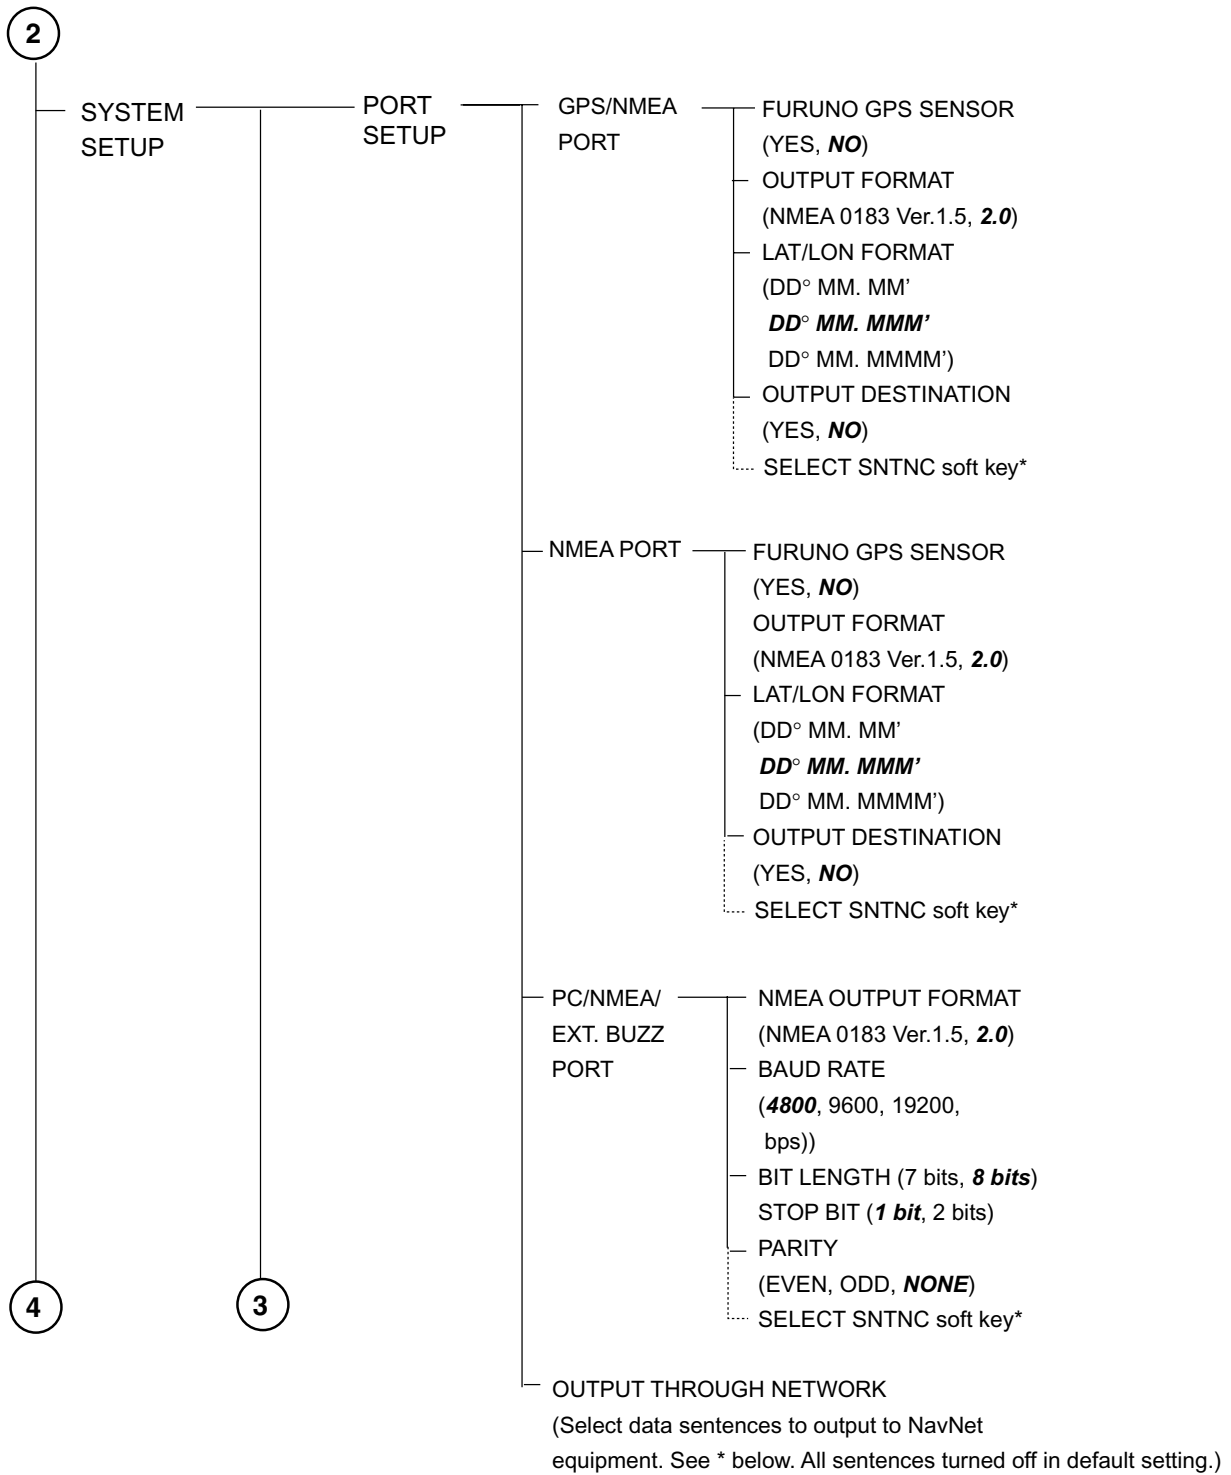 2
SYSTEM
SETUP
PORT
SETUP
GPS/NMEA
PORT
FURUNO GPS SENSOR
(YES, NO)
OUTPUT FORMAT
(NMEA 0183 Ver.1.5, 2.0)
LAT/LON FORMAT
(DD° MM. MM’
DD° MM. MMM’
DD° MM. MMMM’)
OUTPUT DESTINATION
(YES, NO)
SELECT SNTNC soft key*
NMEA PORT
FURUNO GPS SENSOR
(YES, NO)
OUTPUT FORMAT
(NMEA 0183 Ver.1.5, 2.0)
LAT/LON FORMAT
(DD° MM. MM’
DD° MM. MMM’
DD° MM. MMMM’)
OUTPUT DESTINATION
(YES, NO)
SELECT SNTNC soft key*
PC/NMEA/
EXT. BUZZ
PORT
NMEA OUTPUT FORMAT
(NMEA 0183 Ver.1.5, 2.0)
BAUD RATE
(4800, 9600, 19200,
bps))
BIT LENGTH (7 bits, 8 bits)
STOP BIT (1 bit, 2 bits)
PARITY
(EVEN, ODD, NONE)
SELECT SNTNC soft key*
4
3
OUTPUT THROUGH NETWORK
(Select data sentences to output to NavNet
equipment. See * below. All sentences turned off in default setting.)